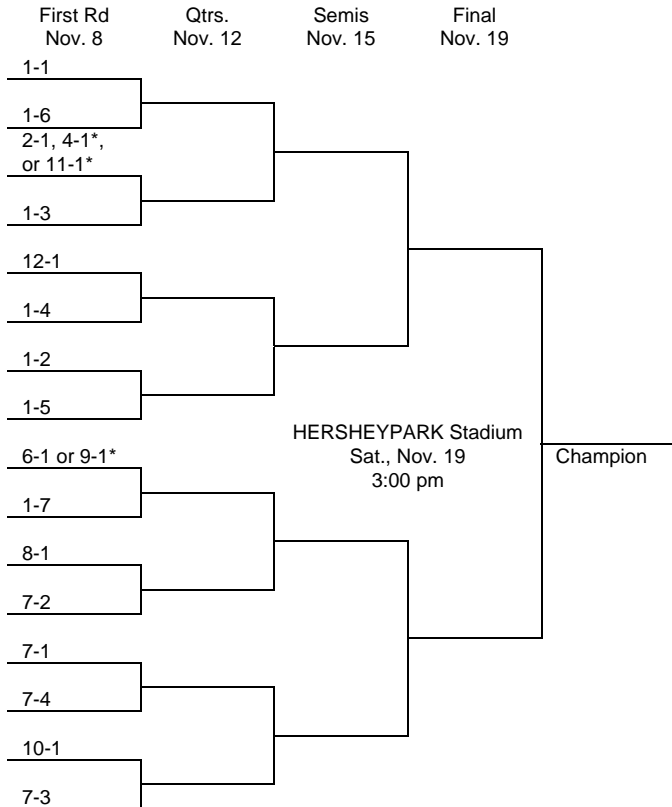 First Rd Qtrs. Semis Final
Nov. 8 Nov. 12 Nov. 15 Nov. 19
1-1
1-6
2-1, 4-1*,
or 11-1*
1-3
12-1
1-4
1-2
1-5
HERSHEYPARK Stadium
6-1 or 9-1* Sat., Nov. 19 Champion
3:00 pm
1-7
8-1
7-2
7-1
7-4
10-1
7-3